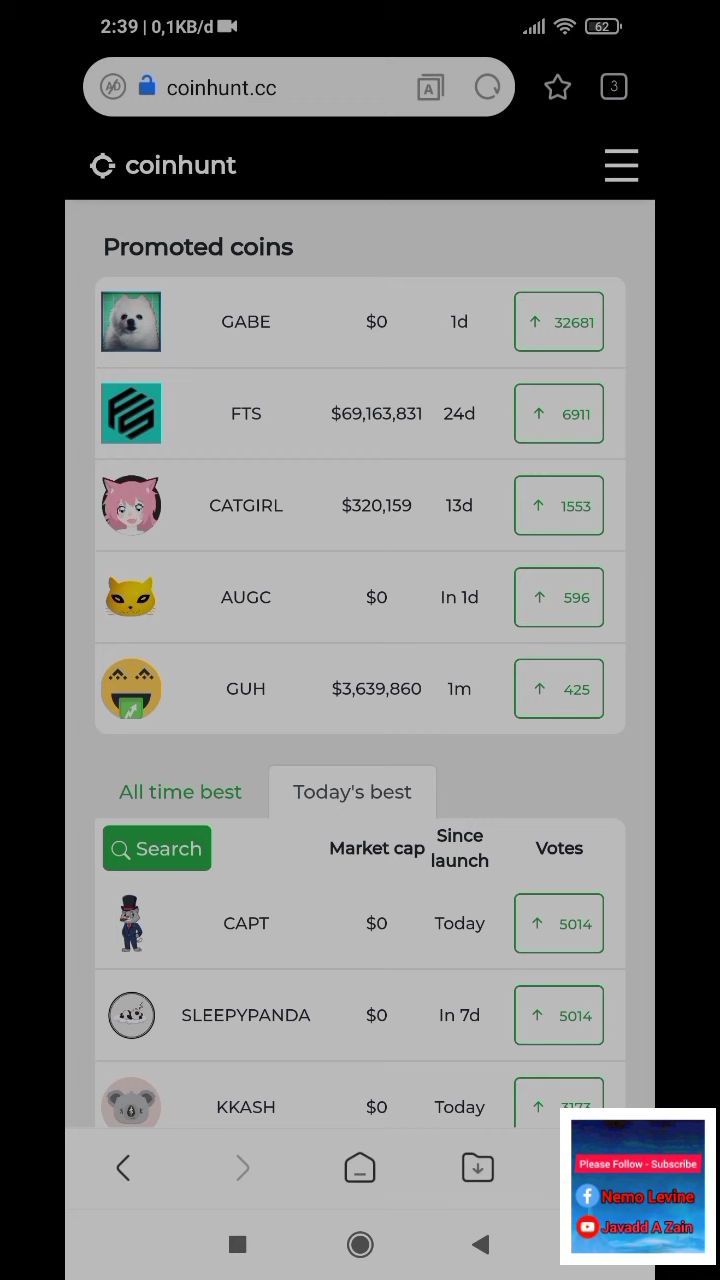 2:39 | 0,1KB/d
62
coinhunt.cc
A
3
coinhunt
Promoted coins
GABE $0 1d 32681
FTS $69,163,831 24d 6911
CATGIRL $320,159 13d 1553
AUGC $0 In 1d 596
GUH $3,639,860 1m 425
All time best Today's best
Search Market cap Since launch Votes
CAPT $0 Today 5014
SLEEPYPANDA $0 In 7d 5014
KKASH $0 Today 3173
Please Follow - Subscribe
Nemo Levine
Javadd A Zain